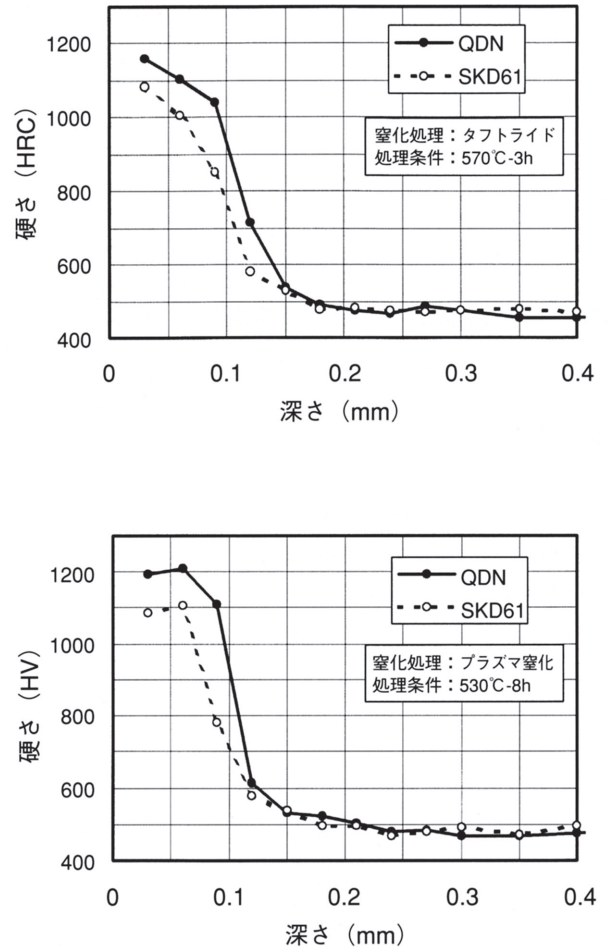 1200
1000
800
600
400
硬さ（HRC）
QDN
SKD61
窒化処理：タフトライド
処理条件：570℃-3h
0
0.1
0.2
0.3
0.4
深さ（mm）
1200
1000
800
600
400
硬さ（HV）
QDN
SKD61
窒化処理：プラズマ窒化
処理条件：530℃-8h
0
0.1
0.2
0.3
0.4
深さ（mm）